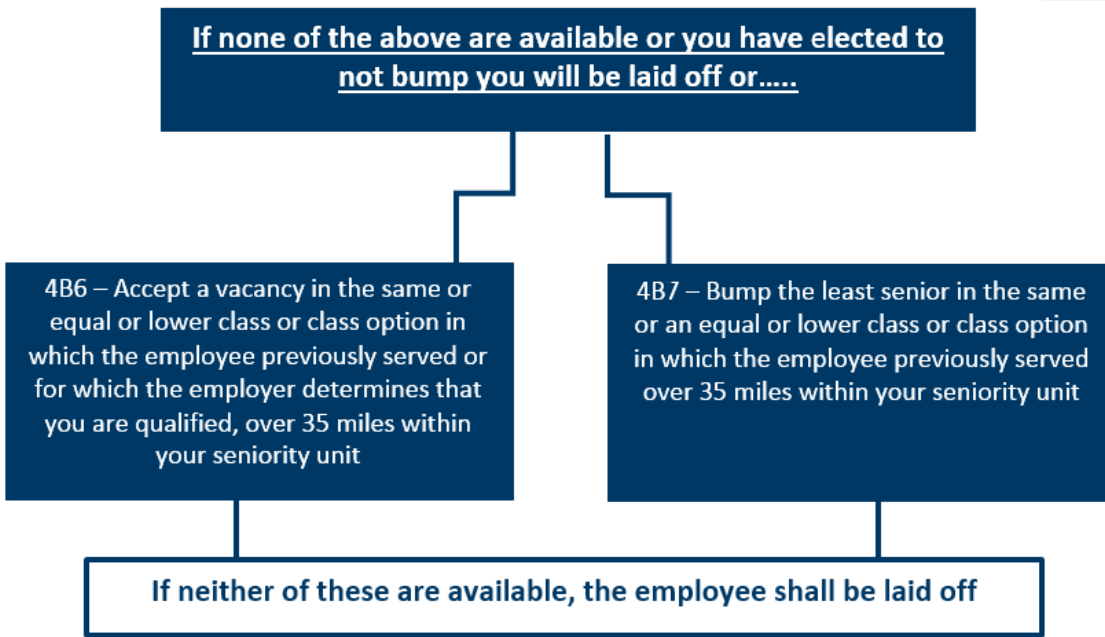 If none of the above are available or you have elected to
not bump you will be laid off or…..
4B6 – Accept a vacancy in the same or
equal or lower class or class option in
which the employee previously served or
for which the employer determines that
you are qualified, over 35 miles within
your seniority unit
4B7 – Bump the least senior in the same
or an equal or lower class or class option
in which the employee previously served
over 35 miles within your seniority unit
If neither of these are available, the employee shall be laid off